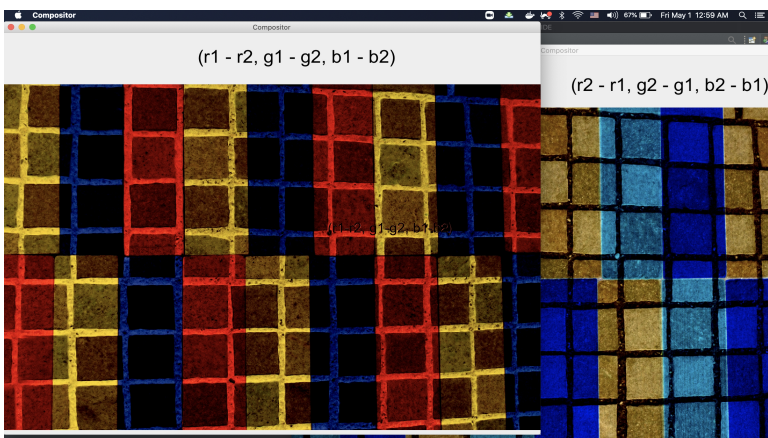 Compositor
67%
Fri May 1 12:59 AM
Compositor
(r1 - r2, g1 - g2, b1 - b2)
Compositor
(r2 - r1, g2 - g1, b2 - b1)